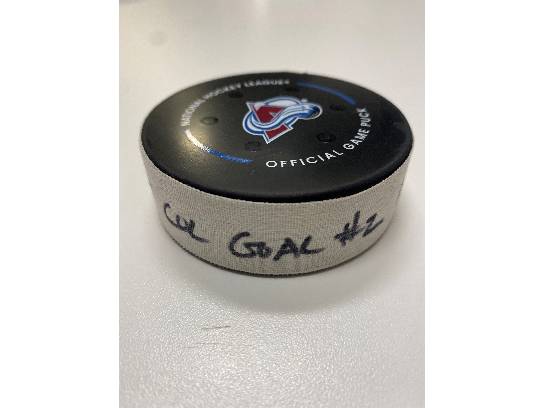 NATIONAL HOCKEY LEAGUE
OFFICIAL GAME PUCK
COL GOAL #2